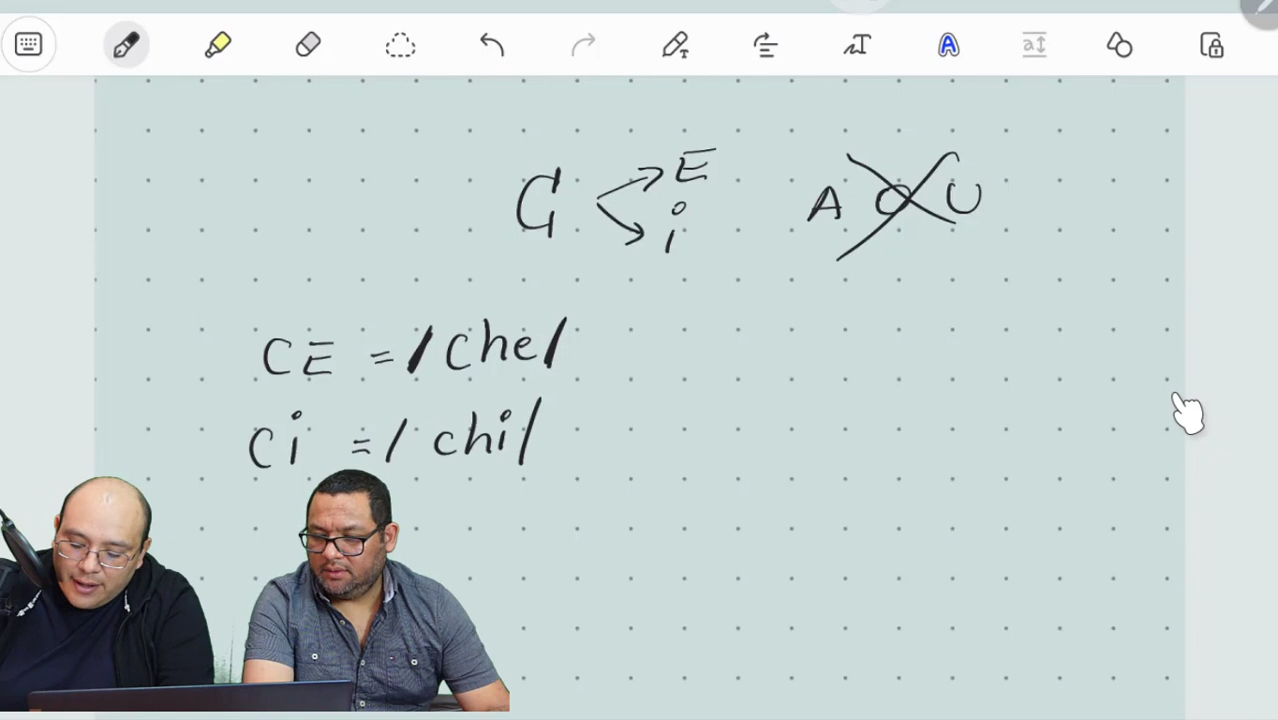 G E A O U
i
CE = /che/
Ci = /chi/